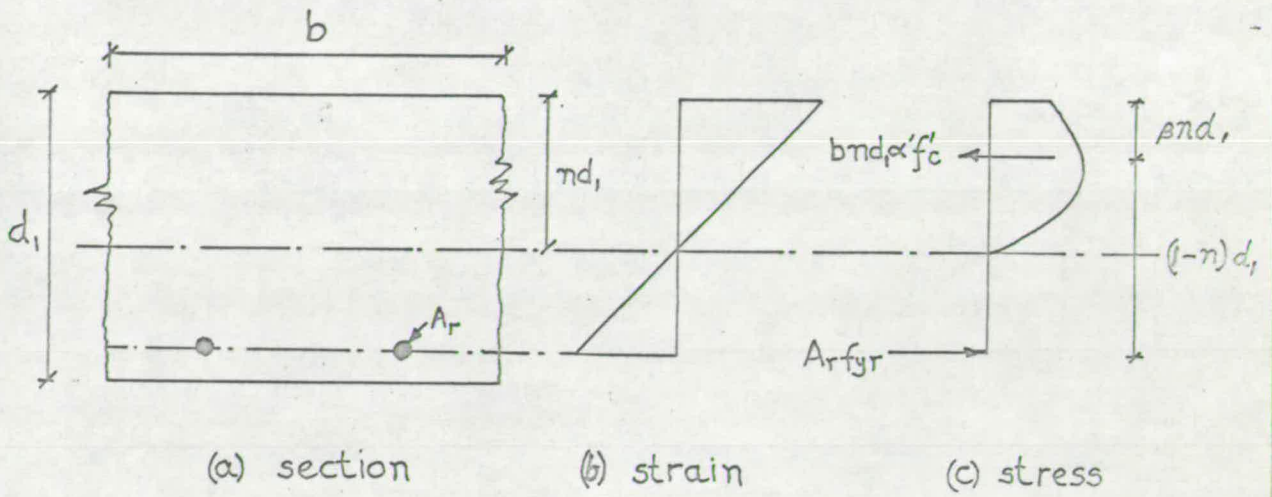 b
d₁
nd₁
Aᵣ
bnd₁α'f'c
βnd₁
(1-n)d₁
Aᵣfyr
(a) section
(b) strain
(c) stress